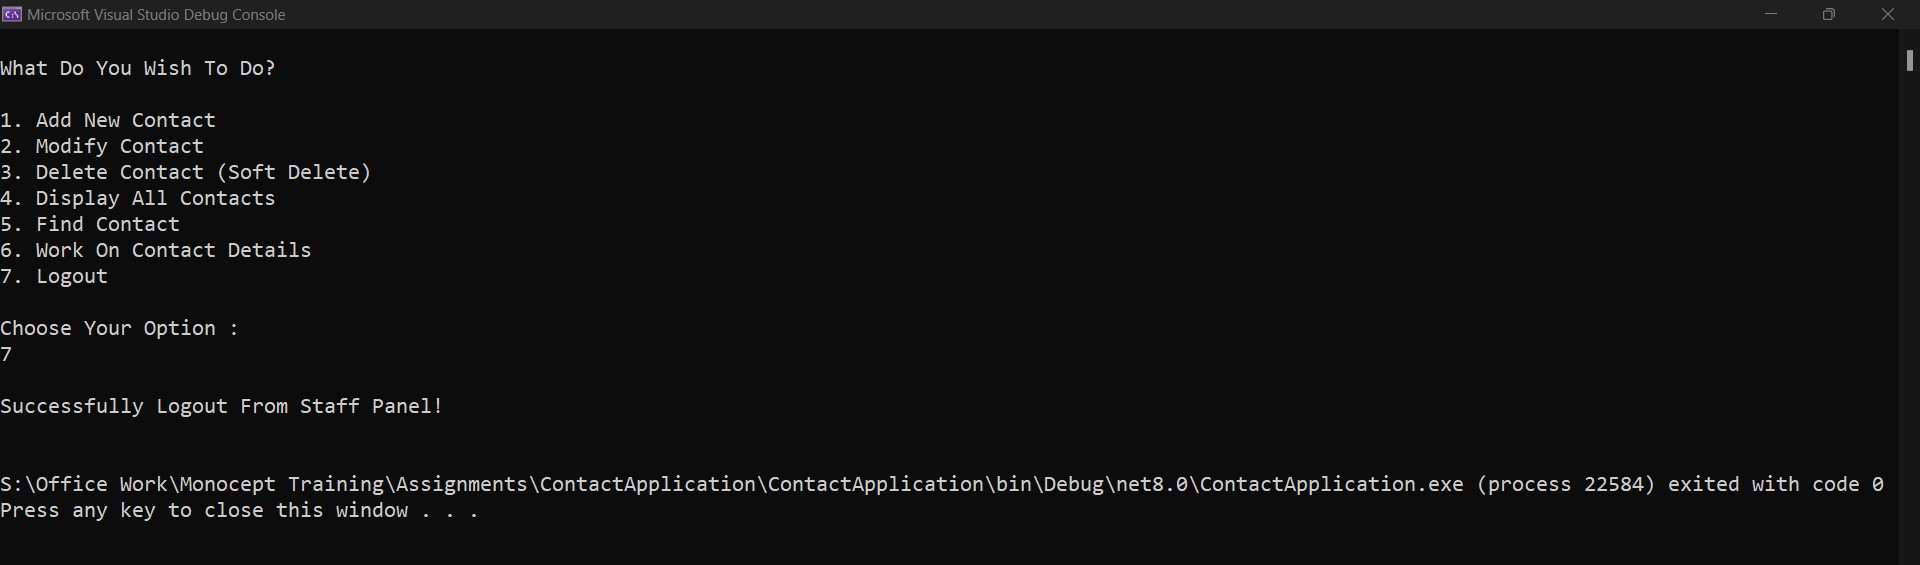 Microsoft Visual Studio Debug Console
What Do You Wish To Do?
1. Add New Contact
2. Modify Contact
3. Delete Contact (Soft Delete)
4. Display All Contacts
5. Find Contact
6. Work On Contact Details
7. Logout
Choose Your Option :
7
Successfully Logout From Staff Panel!
S:\Office Work\Monocept Training\Assignments\ContactApplication\ContactApplication\bin\Debug\net8.0\ContactApplication.exe (process 22584) exited with code 0
Press any key to close this window . . .